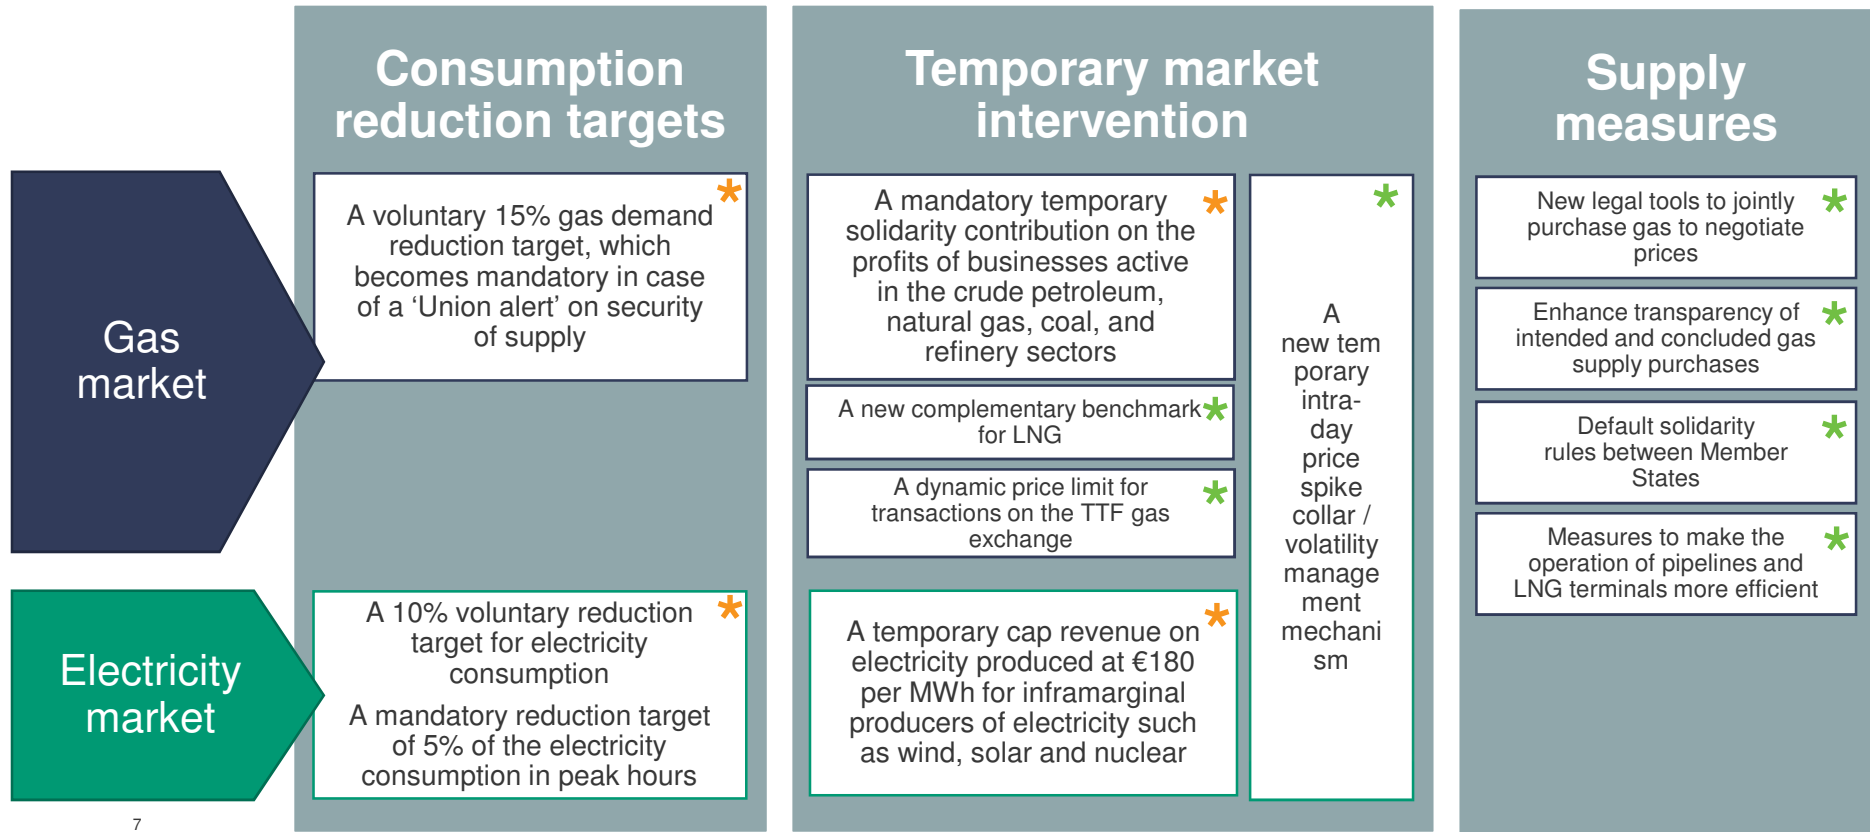 Consumption
reduction targets
Temporary market
intervention
Supply
measures
Gas
market
*
A voluntary 15% gas demand
reduction target, which
becomes mandatory in case
of a ‘Union alert’ on security
of supply
*
A mandatory temporary
solidarity contribution on the
profits of businesses active
in the crude petroleum,
natural gas, coal, and
refinery sectors
*
A new complementary benchmark
for LNG
*
A dynamic price limit for
transactions on the TTF gas
exchange
*
A
new tem
porary
intra-
day
price
spike
collar /
volatility
manage
ment
mechani
sm
*
New legal tools to jointly
purchase gas to negotiate
prices
*
Enhance transparency of
intended and concluded gas
supply purchases
*
Default solidarity
rules between Member
States
*
Measures to make the
operation of pipelines and
LNG terminals more efficient
*
Electricity
market
A 10% voluntary reduction
target for electricity
consumption
A mandatory reduction target
of 5% of the electricity
consumption in peak hours
*
A temporary cap revenue on
electricity produced at €180
per MWh for inframarginal
producers of electricity such
as wind, solar and nuclear
*
7